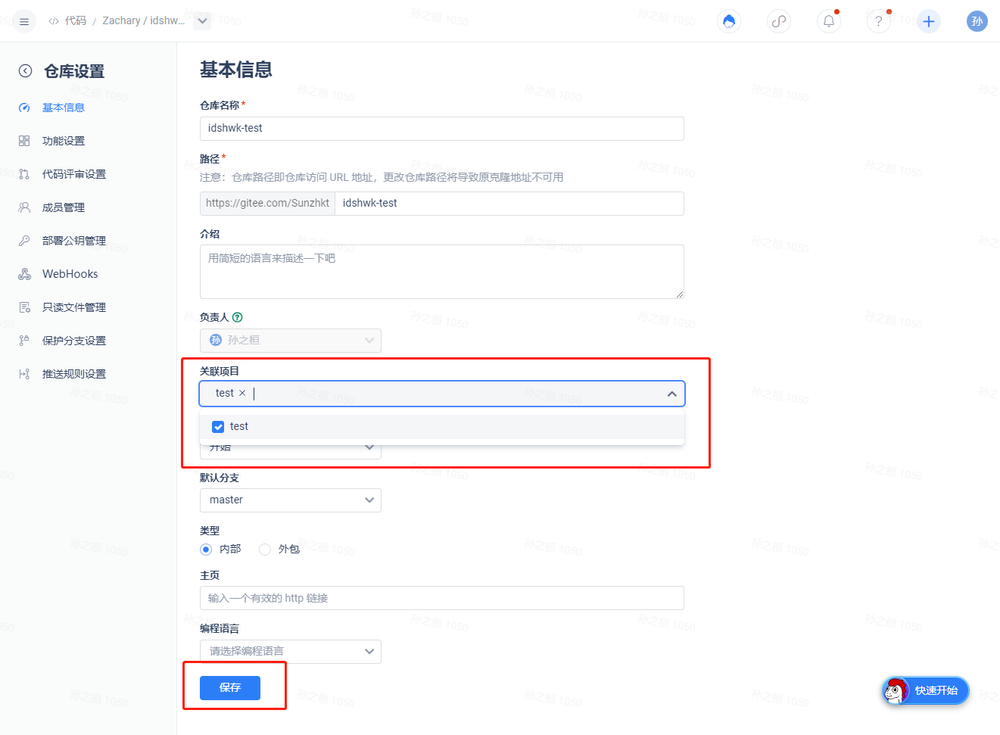 代码 / Zachary / idshw...
孙
仓库设置
基本信息
功能设置
代码评审设置
成员管理
部署公钥管理
WebHooks
只读文件管理
保护分支设置
推送规则设置
基本信息
仓库名称*
idshwk-test
路径*
注意：仓库路径即仓库访问 URL 地址，更改仓库路径将导致原克隆地址不可用
https://gitee.com/Sunzhkt idshwk-test
介绍
用简短的语言来描述一下吧
负责人
孙 孙之桓
关联项目
test ×
test
开始
默认分支
master
类型
内部 外包
主页
输入一个有效的 http 链接
编程语言
请选择编程语言
保存
快速开始
孙之桓 1050